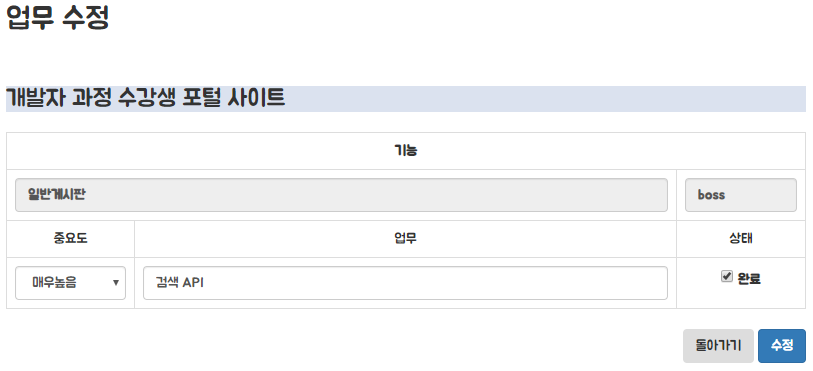 업무 수정
개발자 과정 수강생 포털 사이트
기능
일반게시판 boss
중요도 업무 상태
매우높음 검색 API 완료
돌아가기 수정